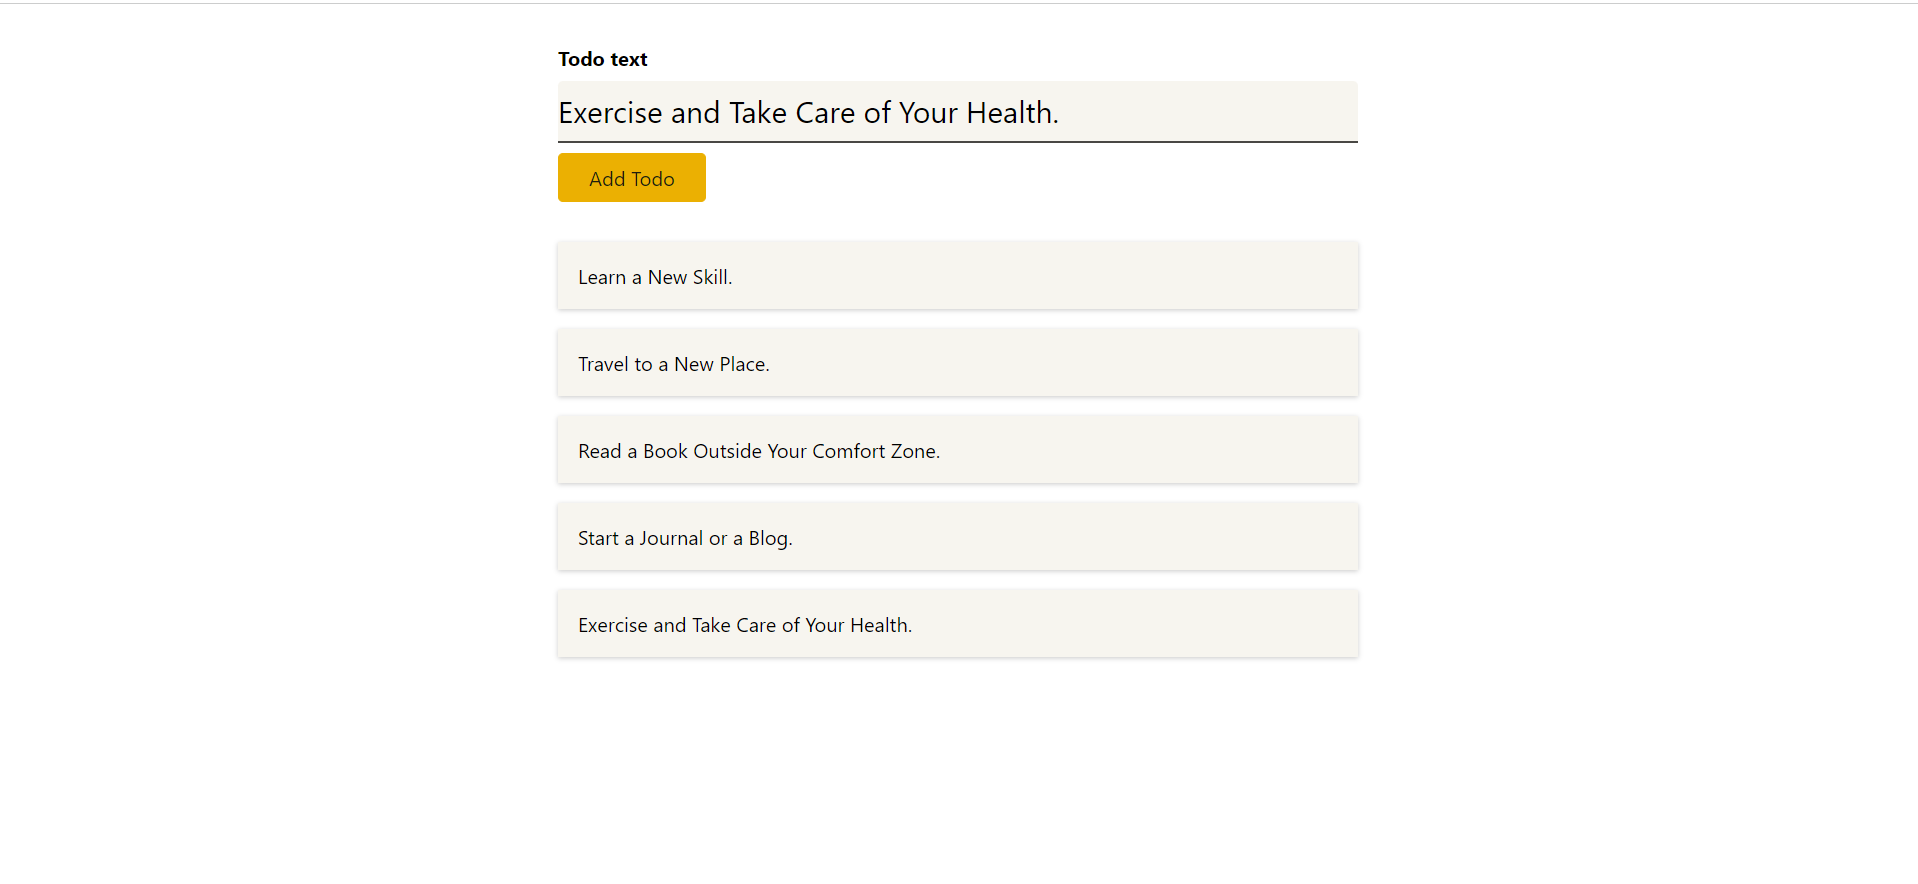 Todo text
Exercise and Take Care of Your Health.
Add Todo
Learn a New Skill.
Travel to a New Place.
Read a Book Outside Your Comfort Zone.
Start a Journal or a Blog.
Exercise and Take Care of Your Health.